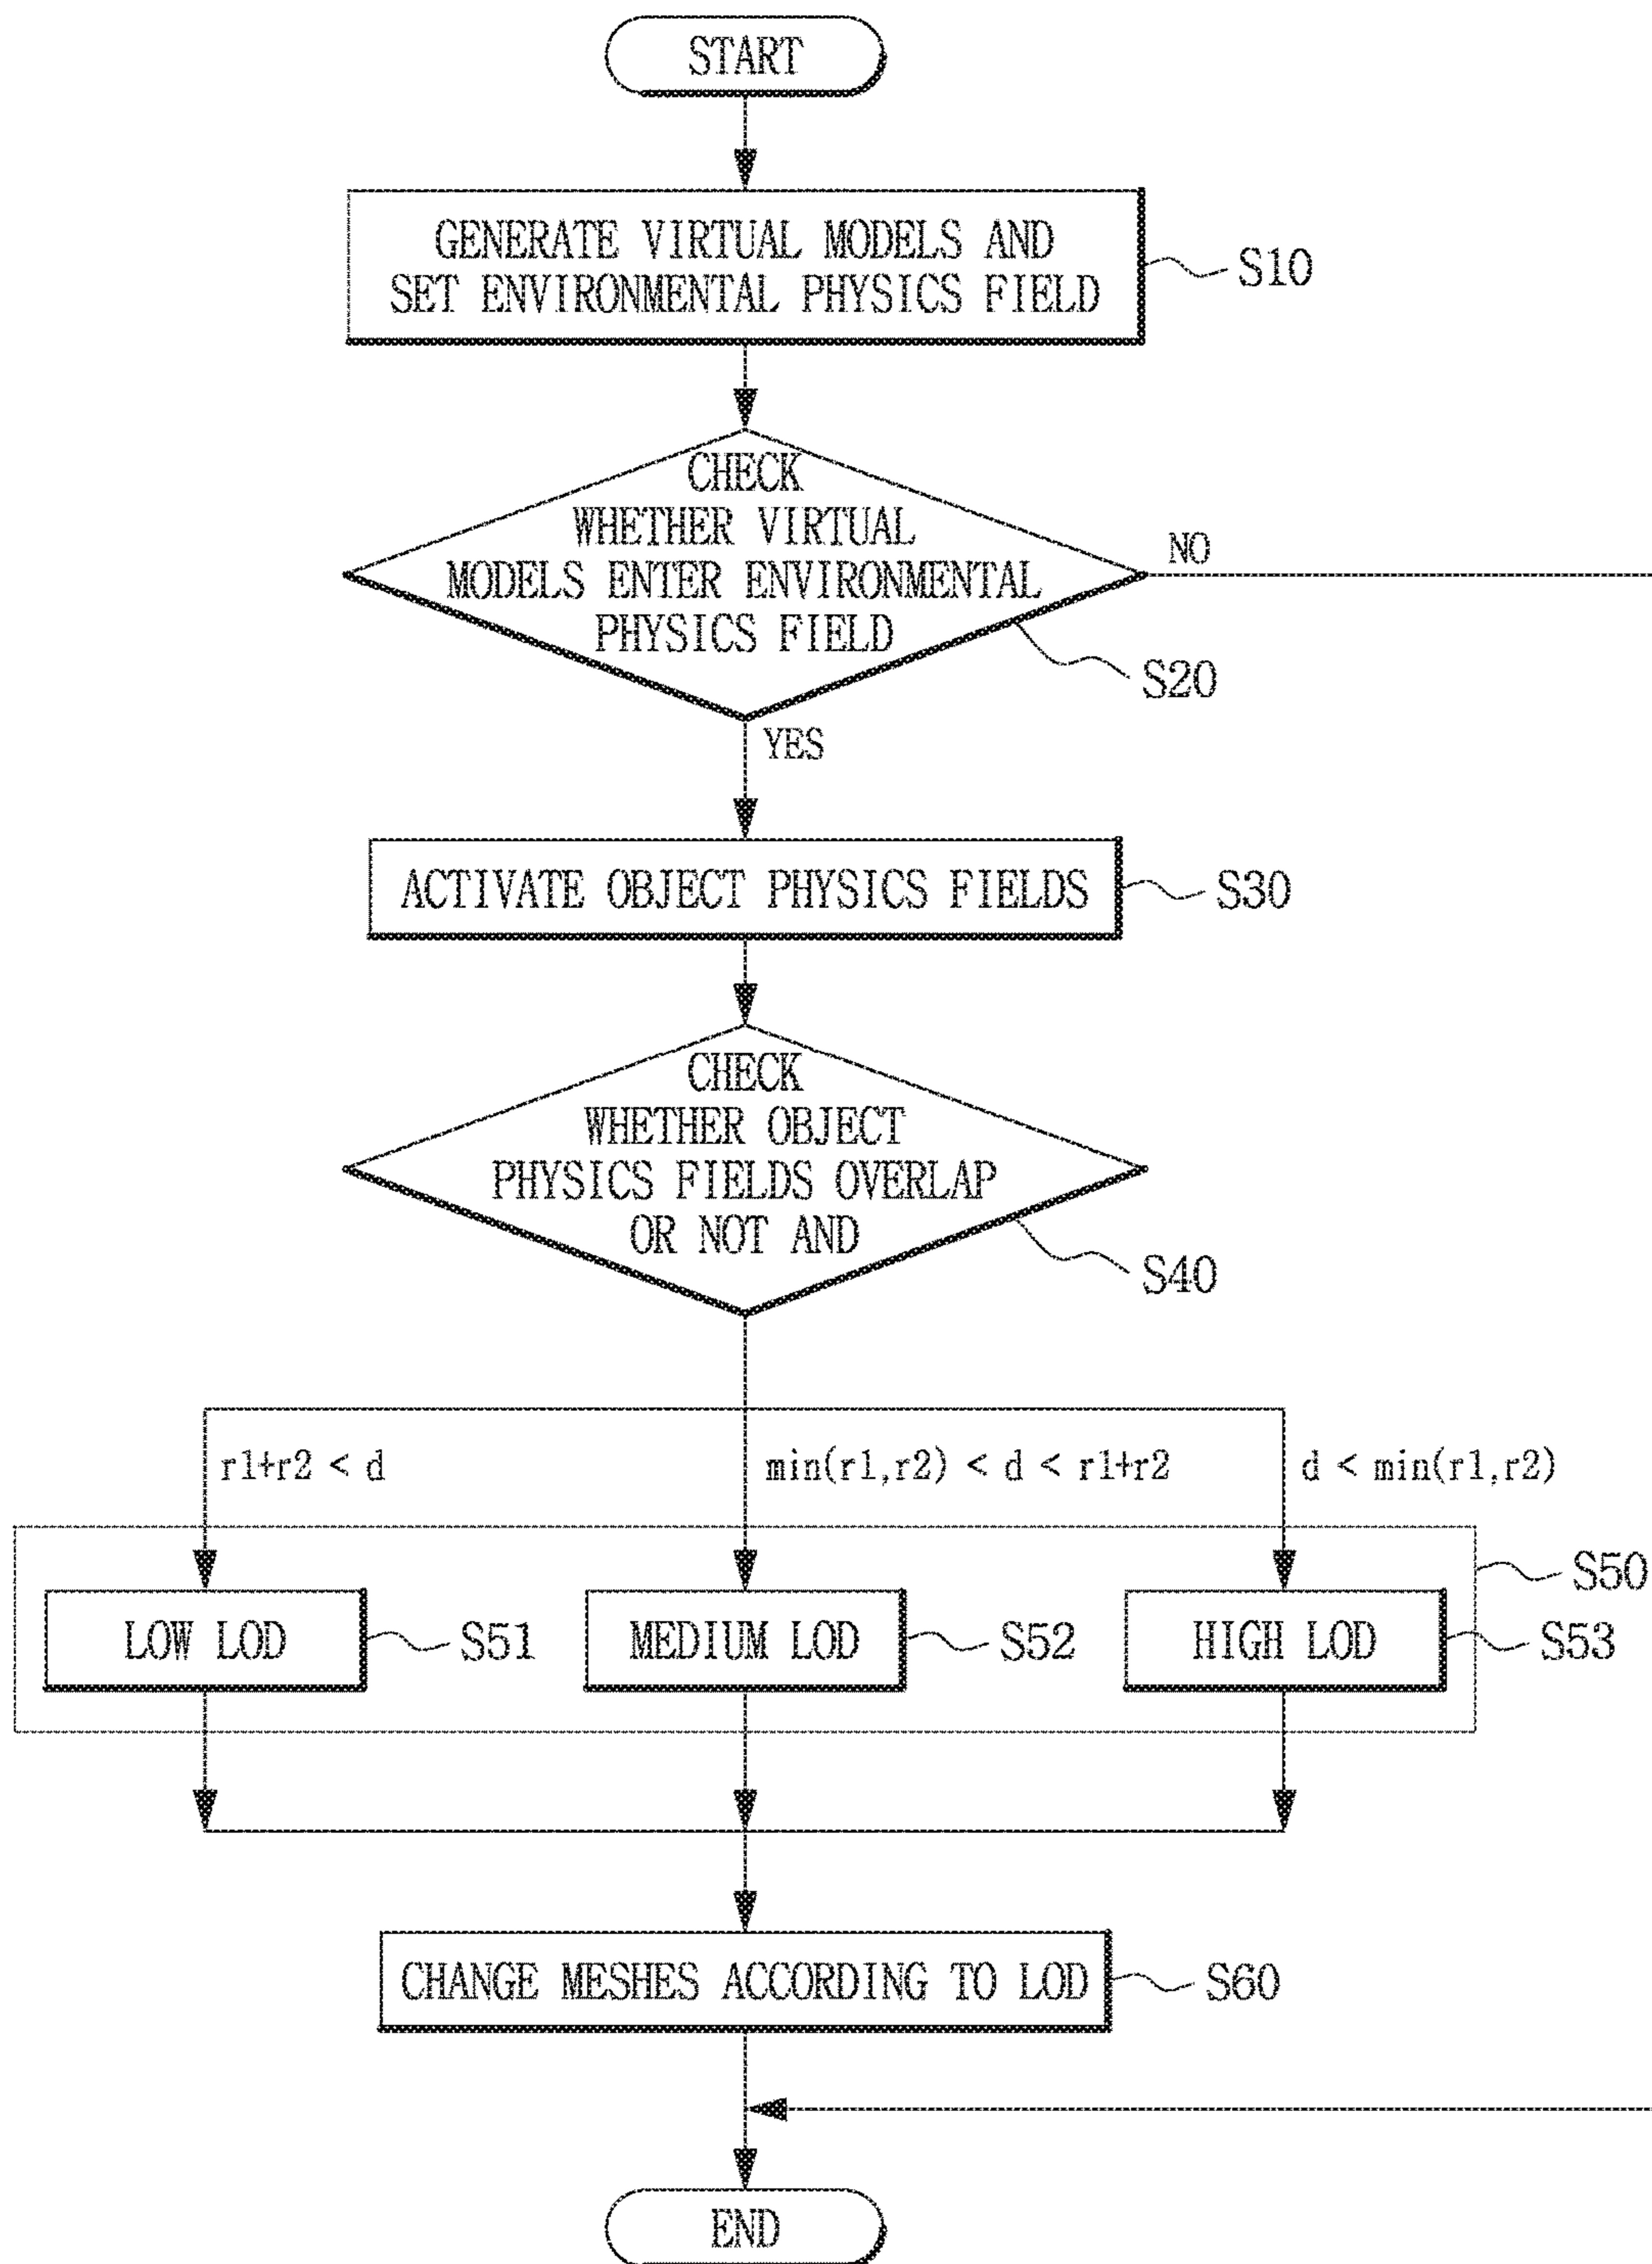 START
GENERATE VIRTUAL MODELS AND
SET ENVIRONMENTAL PHYSICS FIELD
S10
CHECK
WHETHER VIRTUAL
MODELS ENTER ENVIRONMENTAL
PHYSICS FIELD
NO
S20
YES
ACTIVATE OBJECT PHYSICS FIELDS
S30
CHECK
WHETHER OBJECT
PHYSICS FIELDS OVERLAP
OR NOT AND
S40
r1+r2 < d
min(r1,r2) < d < r1+r2
d < min(r1,r2)
S50
LOW LOD
S51
MEDIUM LOD
S52
HIGH LOD
S53
CHANGE MESHES ACCORDING TO LOD
S60
END